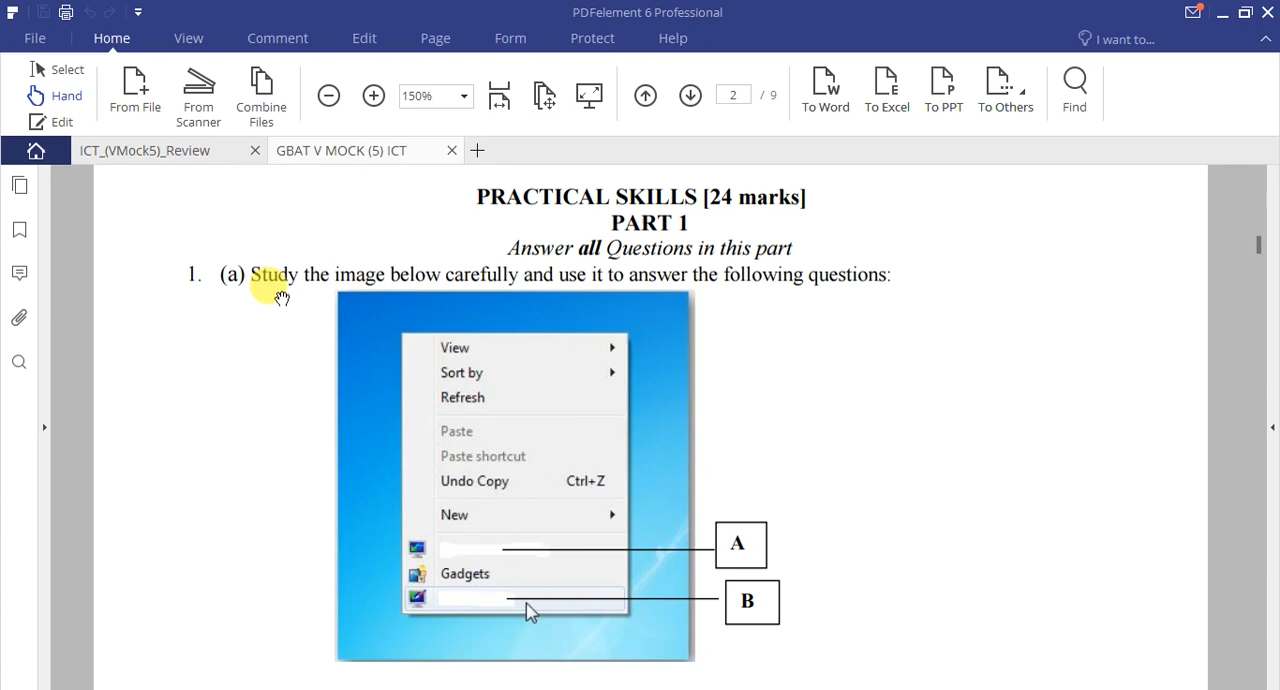 PDFelement 6 Professional
File Home View Comment Edit Page Form Protect Help I want to...
Select
Hand
Edit
From File
From Scanner
Combine Files
150%
2 / 9
To Word
To Excel
To PPT
To Others
Find
ICT_(VMock5)_Review
GBAT V MOCK (5) ICT
PRACTICAL SKILLS [24 marks]
PART 1
Answer all Questions in this part
1. (a) Study the image below carefully and use it to answer the following questions:
View
Sort by
Refresh
Paste
Paste shortcut
Undo Copy Ctrl+Z
New
A
Gadgets
B